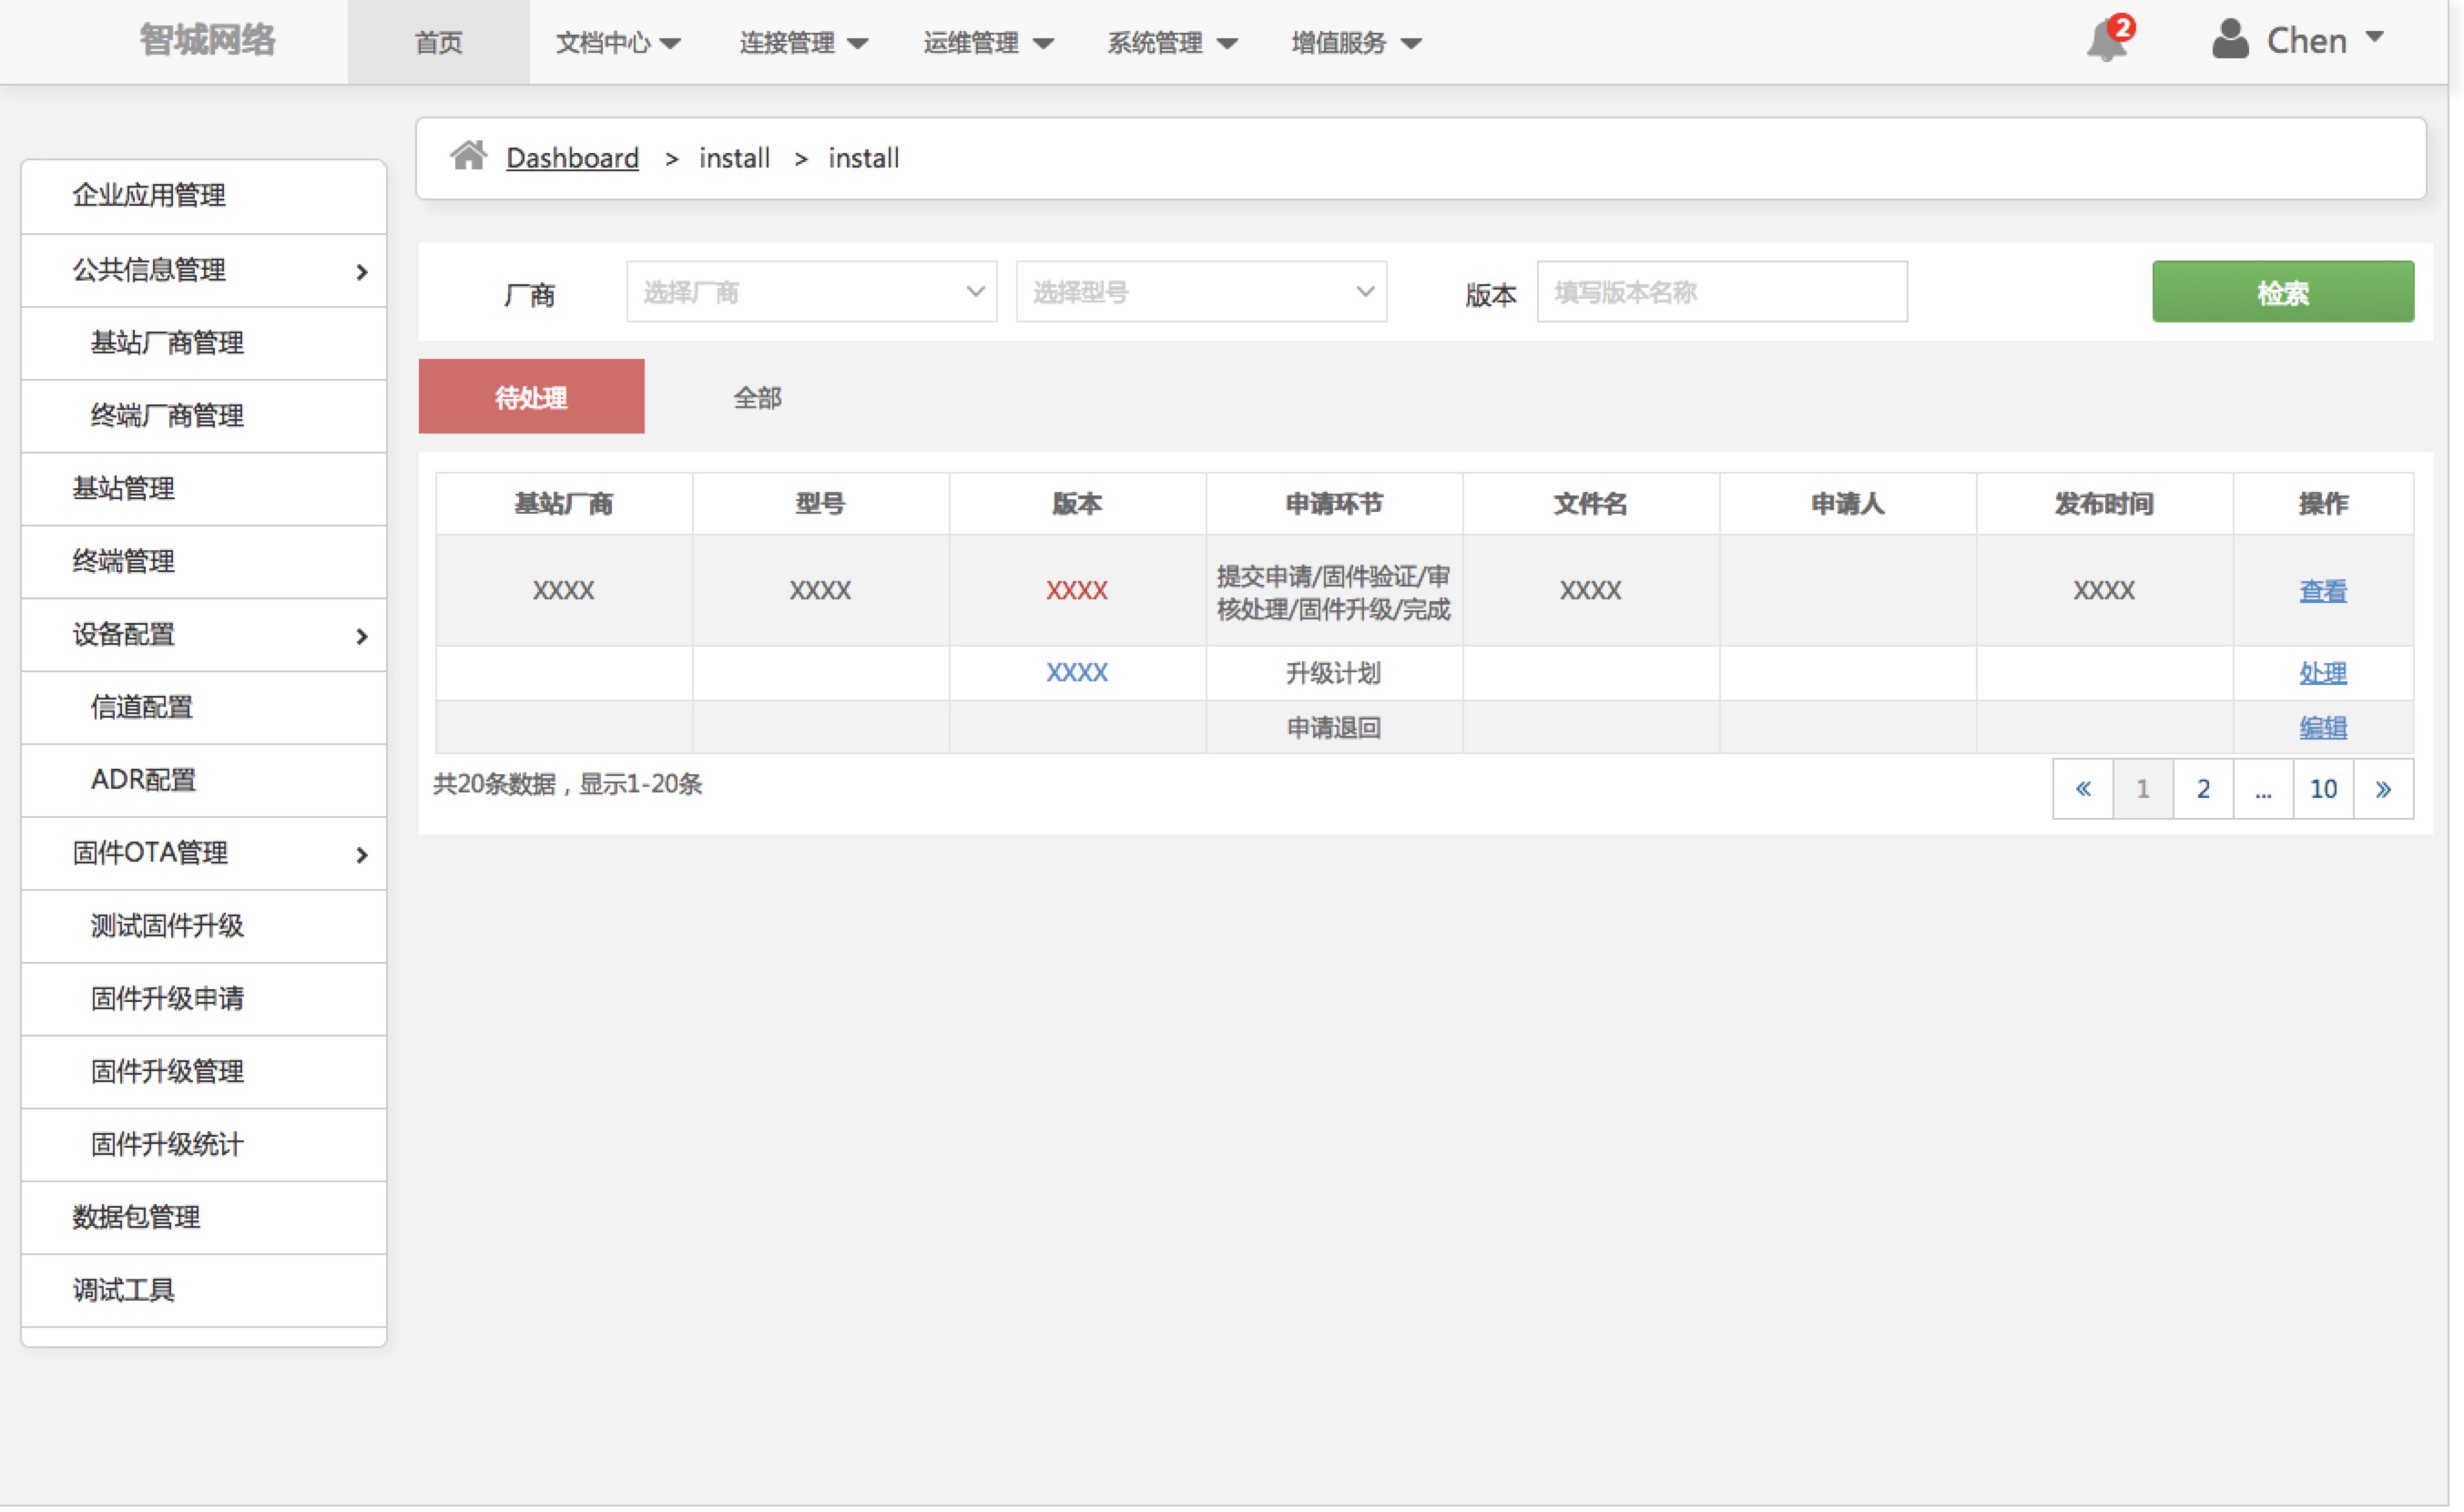 智城网络
首页 文档中心 连接管理 运维管理 系统管理 增值服务 2 Chen
Dashboard > install > install
企业应用管理
公共信息管理
基站厂商管理
终端厂商管理
基站管理
终端管理
设备配置
信道配置
ADR配置
固件OTA管理
测试固件升级
固件升级申请
固件升级管理
固件升级统计
数据包管理
调试工具
厂商 选择厂商 选择型号 版本 填写版本名称 检索
待处理 全部
基站厂商 型号 版本 申请环节 文件名 申请人 发布时间 操作
XXXX XXXX XXXX 提交申请/固件验证/审 XXXX XXXX 查看
核处理/固件升级/完成
XXXX 升级计划 处理
申请退回 编辑
共20条数据，显示1-20条 « 1 2 ... 10 »